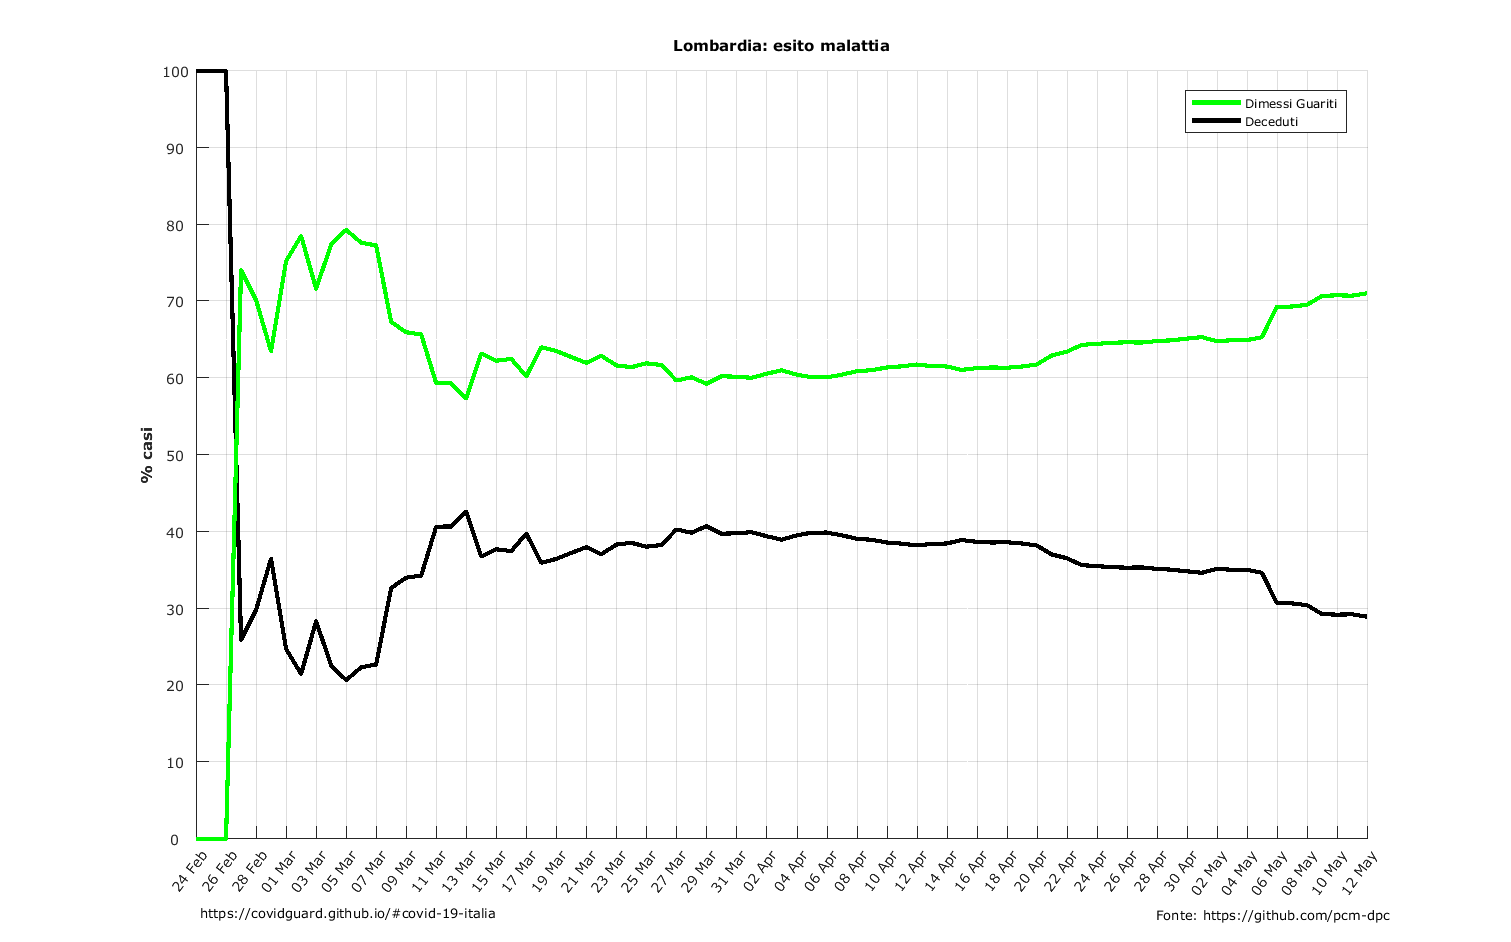 Lombardia: esito malattia
100
90
80
70
60
50
40
30
20
10
0
% casi
Dimessi Guariti
Deceduti
24 Feb
26 Feb
28 Feb
01 Mar
03 Mar
05 Mar
07 Mar
09 Mar
11 Mar
13 Mar
15 Mar
17 Mar
19 Mar
21 Mar
23 Mar
25 Mar
27 Mar
29 Mar
31 Mar
02 Apr
04 Apr
06 Apr
08 Apr
10 Apr
12 Apr
14 Apr
16 Apr
18 Apr
20 Apr
22 Apr
24 Apr
26 Apr
28 Apr
30 Apr
02 May
04 May
06 May
08 May
10 May
12 May
https://covidguard.github.io/#covid-19-italia
Fonte: https://github.com/pcm-dpc